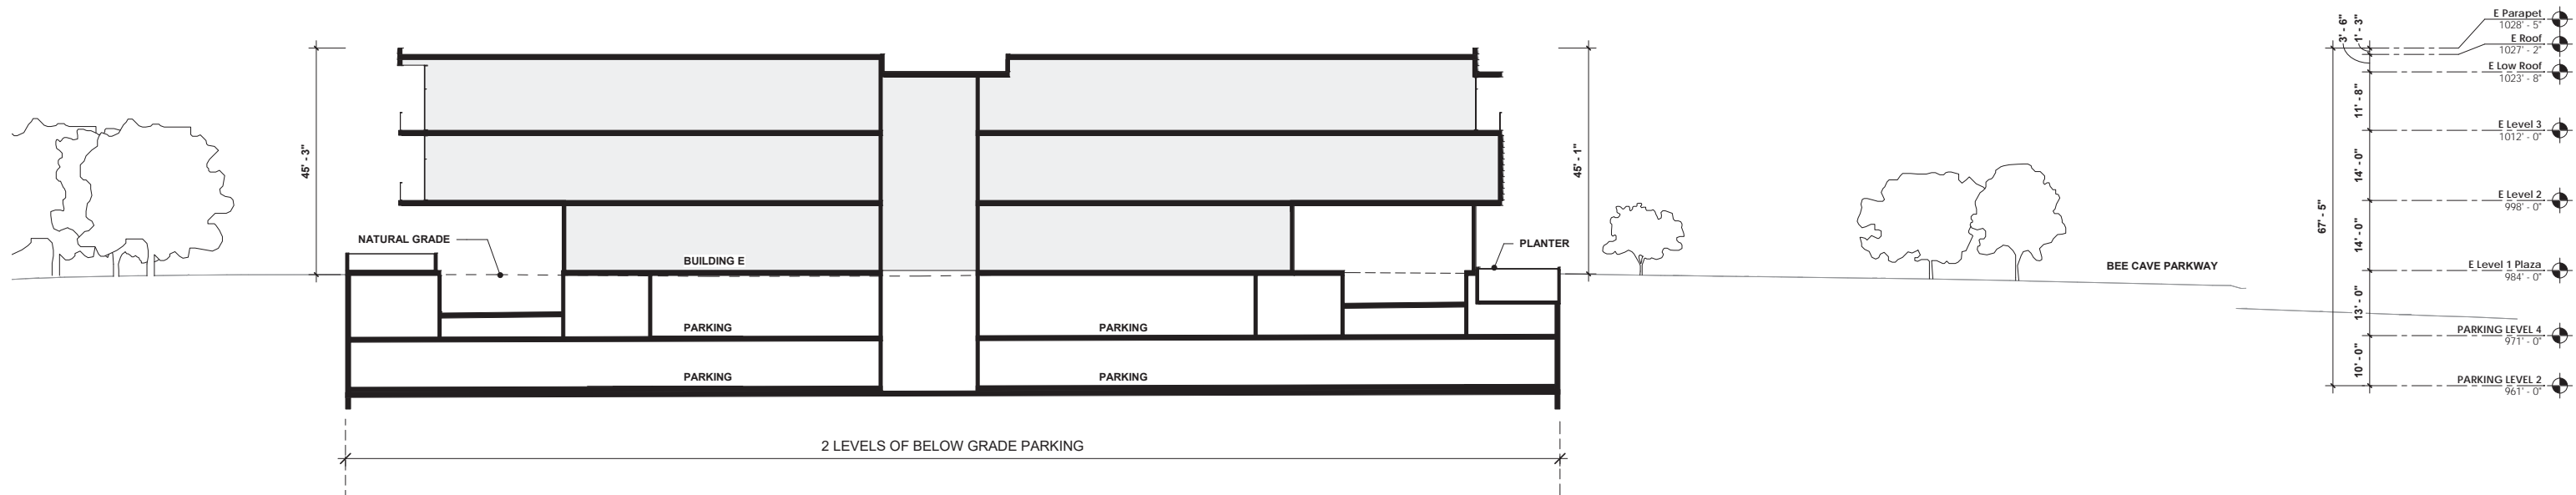 45' - 3"
NATURAL GRADE
BUILDING E
PARKING
PARKING
PARKING
PARKING
45' - 1"
PLANTER
BEE CAVE PARKWAY
2 LEVELS OF BELOW GRADE PARKING
67' - 5"
3' - 6"
1' - 3"
11' - 8"
14' - 0"
14' - 0"
13' - 0"
10' - 0"
E Parapet
1028' - 5"
E Roof
1027' - 2"
E Low Roof
1023' - 8"
E Level 3
1012' - 0"
E Level 2
998' - 0"
E Level 1 Plaza
984' - 0"
PARKING LEVEL 4
971' - 0"
PARKING LEVEL 2
961' - 0"